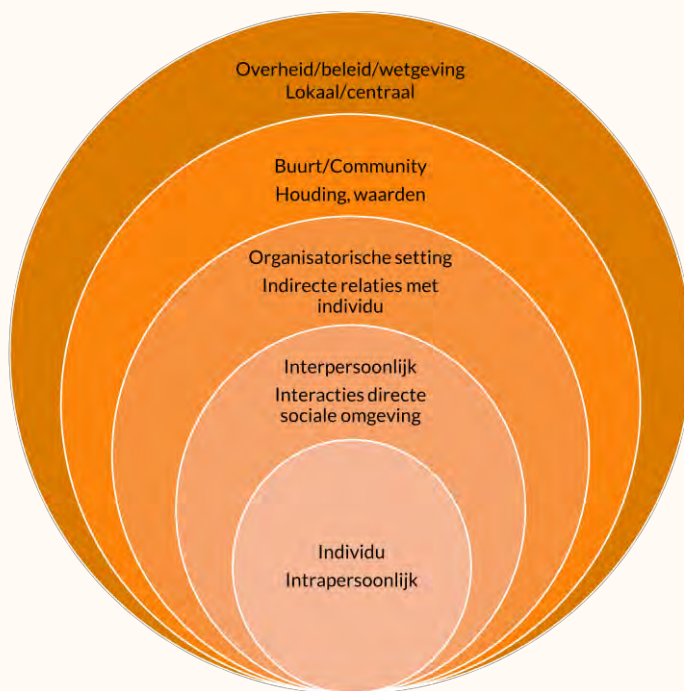 Overheid/beleid/wetgeving
Lokaal/centraal
Buurt/Community
Houding, waarden
Organisatorische setting
Indirecte relaties met
individu
Interpersoonlijk
Interacties directe
sociale omgeving
Individu
Intrapersoonlijk